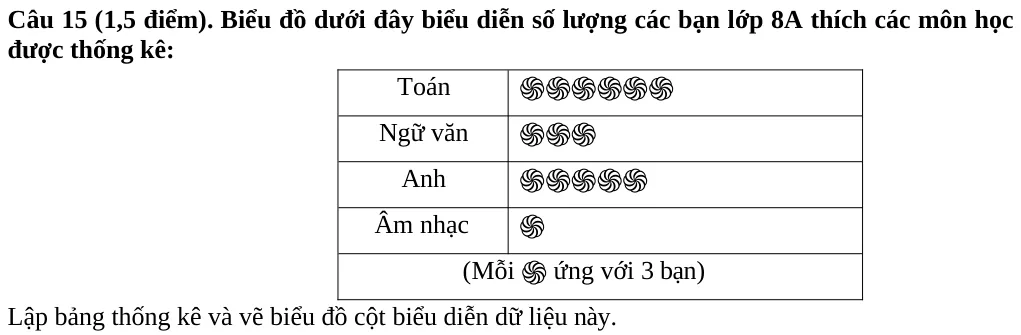 Câu 15 (1,5 điểm). Biểu đồ dưới đây biểu diễn số lượng các bạn lớp 8A thích các môn học
được thống kê:
Toán
Ngữ văn
Anh
Âm nhạc
(Mỗi ứng với 3 bạn)
Lập bảng thống kê và vẽ biểu đồ cột biểu diễn dữ liệu này.